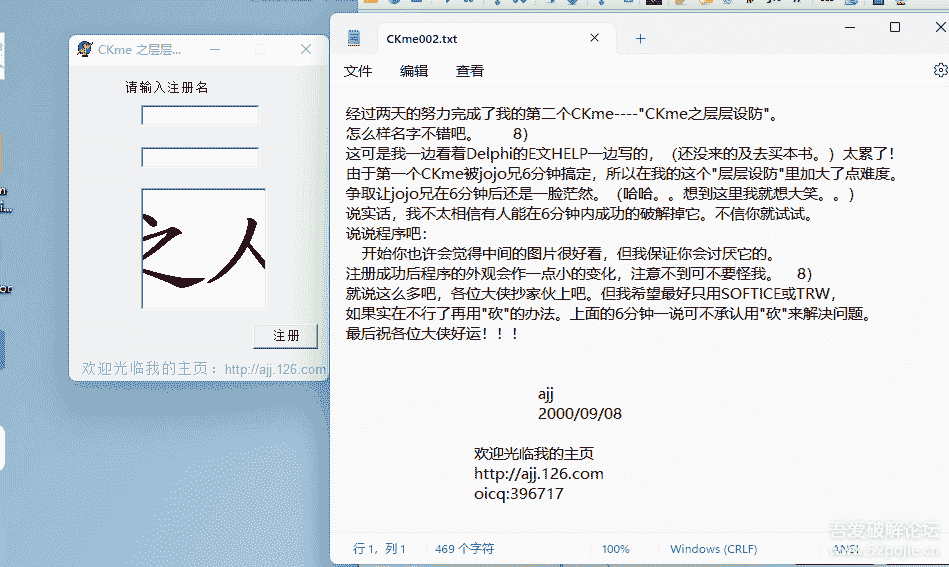 CKme 之层层...
请输入注册名
之人
注册
欢迎光临我的主页：http://ajj.126.com
CKme002.txt
文件 编辑 查看
经过两天的努力完成了我的第二个CKme----"CKme之层层设防"。
怎么样名字不错吧。 8）
这可是我一边看着Delphi的E文HELP一边写的，（还没来的及去买本书。）太累了！
由于第一个CKme被jojo兄6分钟搞定，所以在我的这个"层层设防"里加大了点难度。
争取让jojo兄在6分钟后还是一脸茫然。（哈哈。。想到这里我就想大笑。。）
说实话，我不太相信有人能在6分钟内成功的破解掉它。不信你就试试。
说说程序吧：
开始你也许会觉得中间的图片很好看，但我保证你会讨厌它的。
注册成功后程序的外观会作一点小的变化，注意不到可不要怪我。 8）
就说这么多吧，各位大侠抄家伙上吧。但我希望最好只用SOFTICE或TRW，
如果实在不行了再用"砍"的办法。上面的6分钟一说可不承认用"砍"来解决问题。
最后祝各位大侠好运！！！
ajj
2000/09/08
欢迎光临我的主页
http://ajj.126.com
oicq:396717
行 1，列 1 469 个字符 100% Windows (CRLF) ANSI
吾爱破解论坛
www.52pojie.cn